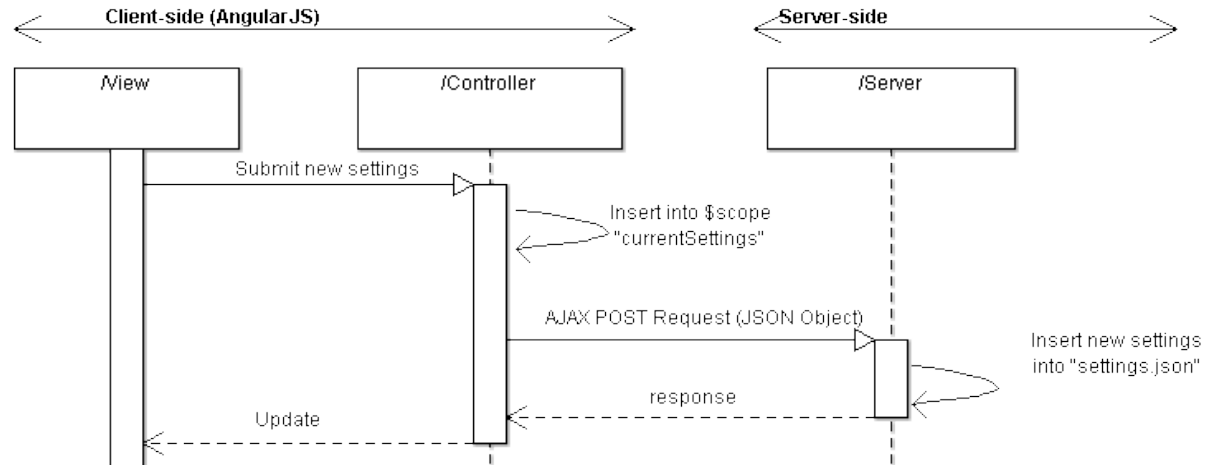 Client-side (AngularJS)
Server-side
/View
/Controller
/Server
Submit new settings
Insert into $scope
"currentSettings"
AJAX POST Request (JSON Object)
Insert new settings
into "settings.json"
response
Update